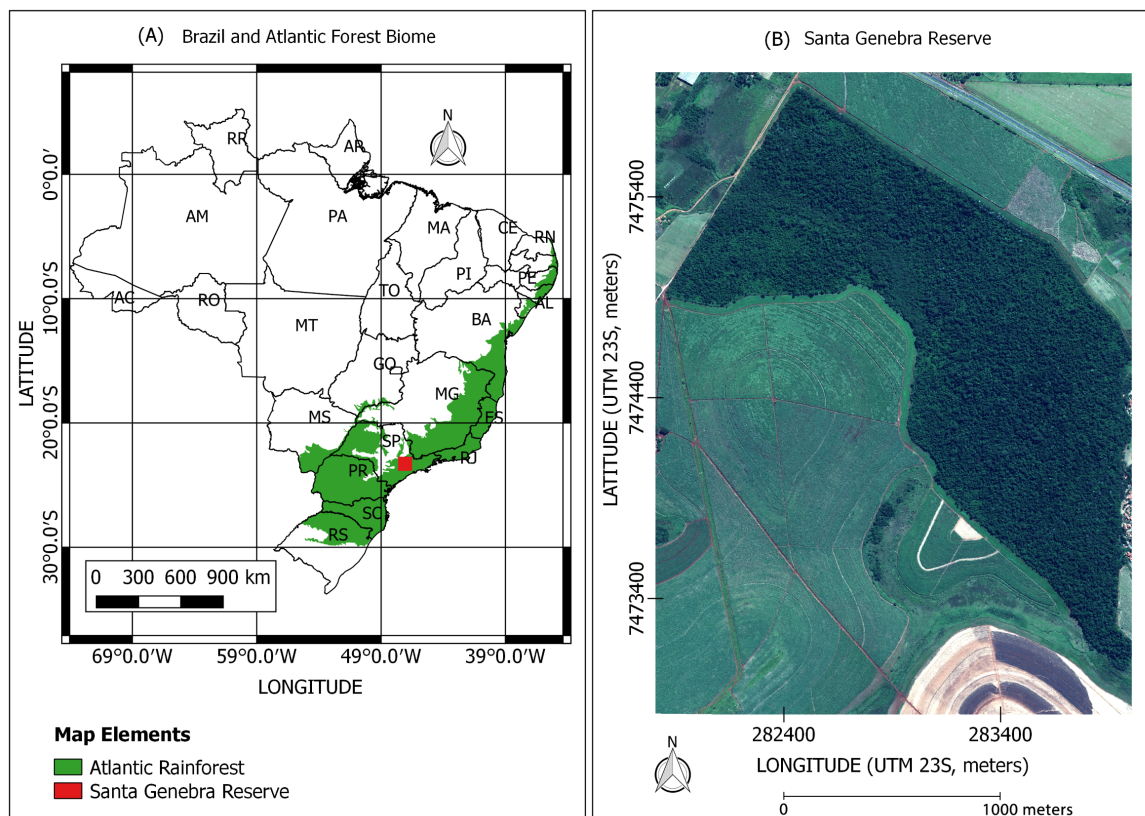 (A) Brazil and Atlantic Forest Biome
N
RR
AR
AM
PA
MA
CE
RN
PI
PE
AC
RO
TO
AL
MT
BA
GO
MG
MS
ES
SP
RJ
PR
SC
RS
0°0.0'
10°0.0'S
20°0.0'S
30°0.0'S
LATITUDE
0 300 600 900 km
69°0.0'W 59°0.0'W 49°0.0'W 39°0.0'W
LONGITUDE
Map Elements
Atlantic Rainforest
Santa Genebra Reserve
(B) Santa Genebra Reserve
7475400
7474400
7473400
LATITUDE (UTM 23S, meters)
282400 283400
LONGITUDE (UTM 23S, meters)
N
0 1000 meters